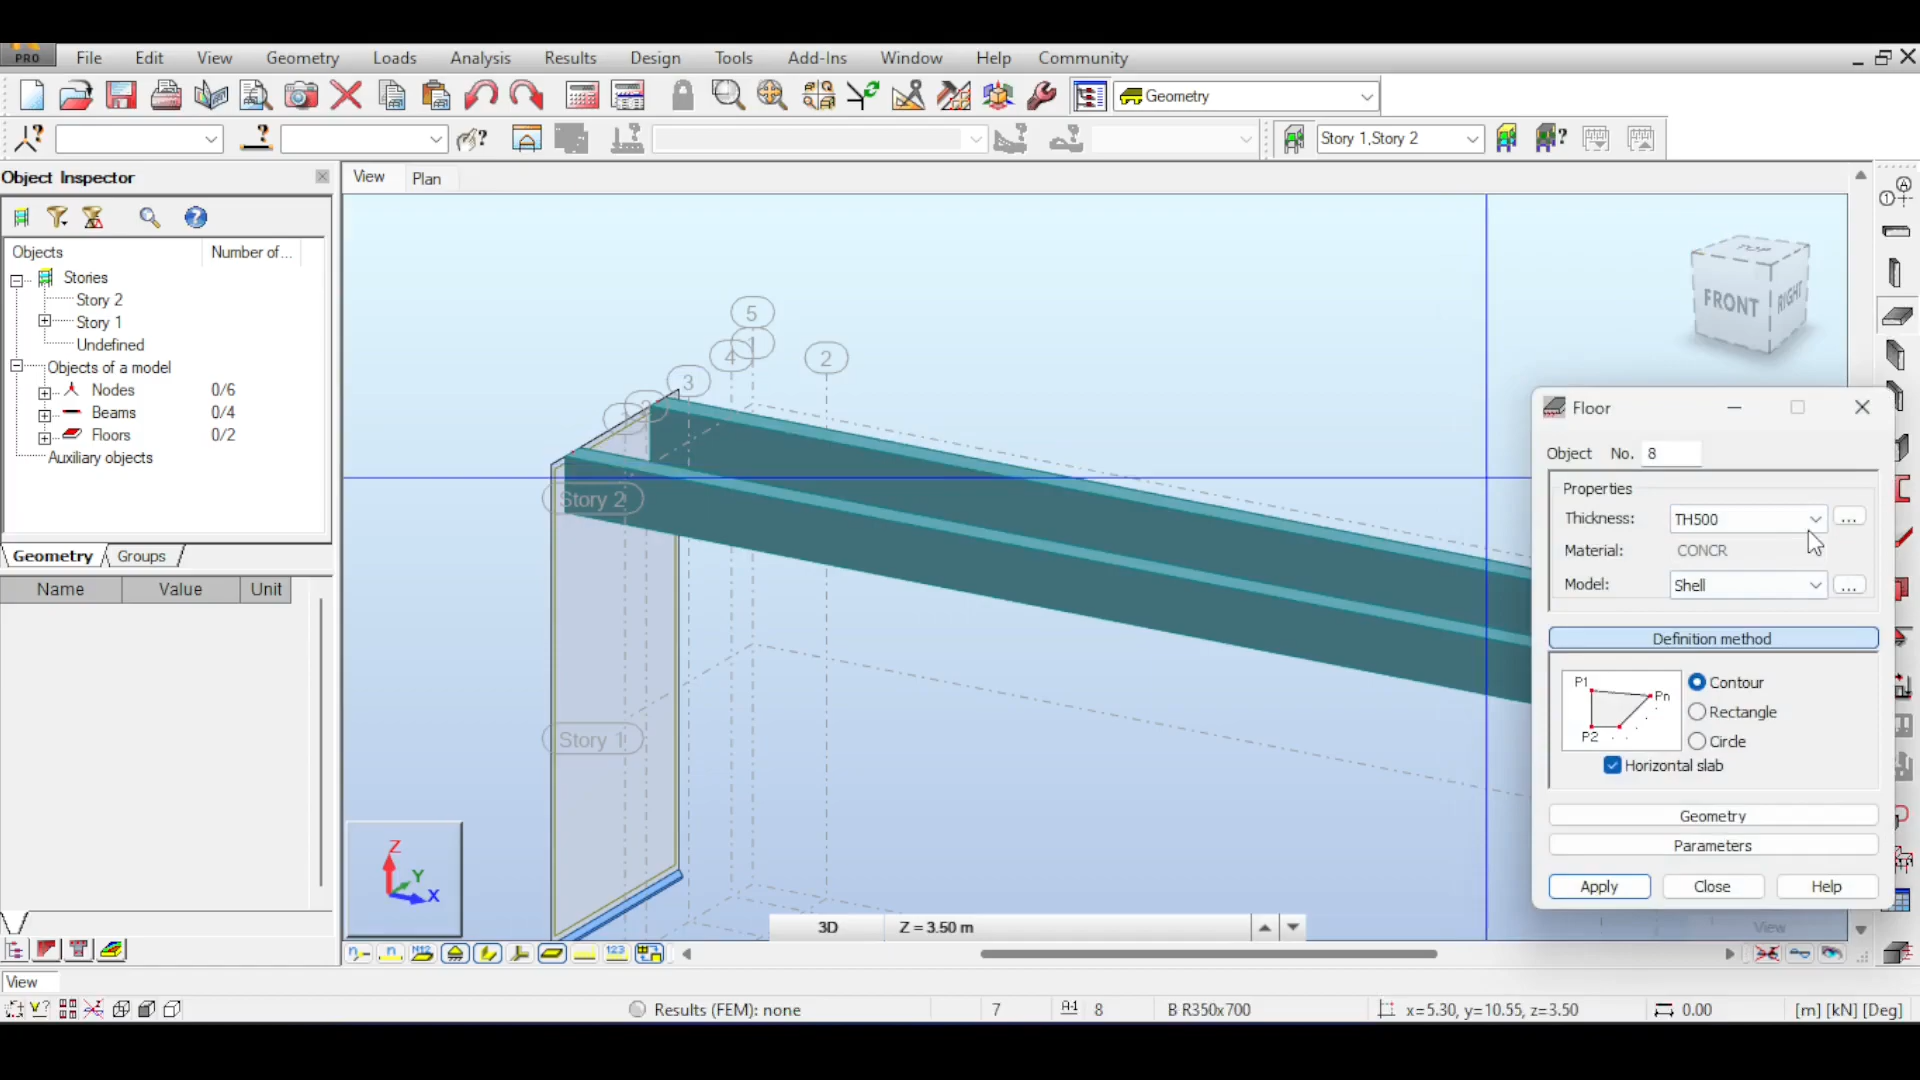 PRO File Edit View Geometry Loads Analysis Results Design Tools Add-Ins Window Help Community
Geometry
Story 1,Story 2
Object Inspector
View Plan
Objects Number of...
Stories
Story 2
Story 1
Undefined
Objects of a model
Nodes 0/6
Beams 0/4
Floors 0/2
Auxiliary objects
Geometry Groups
Name Value Unit
TOP
FRONT RIGHT
5
1
4
2
3
Story 2
Story 1
Z
Y
X
3D Z = 3.50 m
Floor
Object No. 8
Properties
Thickness: TH500 ...
Material: CONCR
Model: Shell ...
Definition method
P1
Pn
P2
Contour
Rectangle
Circle
Horizontal slab
Geometry
Parameters
Apply Close Help
View
View
Results (FEM): none 7 8 B R350x700 x=5.30, y=10.55, z=3.50 0.00 [m] [kN] [Deg]